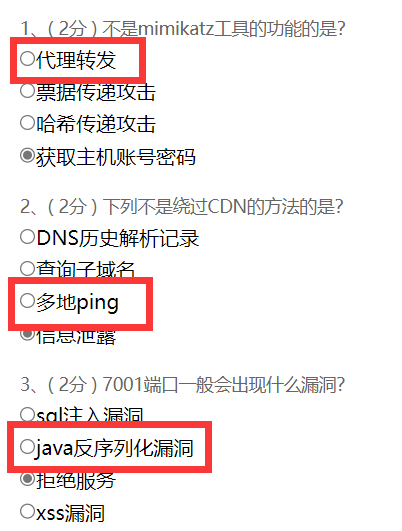 1、( 2分 ) 不是mimikatz工具的功能的是?
代理转发
票据传递攻击
哈希传递攻击
获取主机账号密码
2、( 2分 ) 下列不是绕过CDN的方法的是?
DNS历史解析记录
查询子域名
多地ping
信息泄露
3、( 2分 ) 7001端口一般会出现什么漏洞?
sql注入漏洞
java反序列化漏洞
拒绝服务
xss漏洞